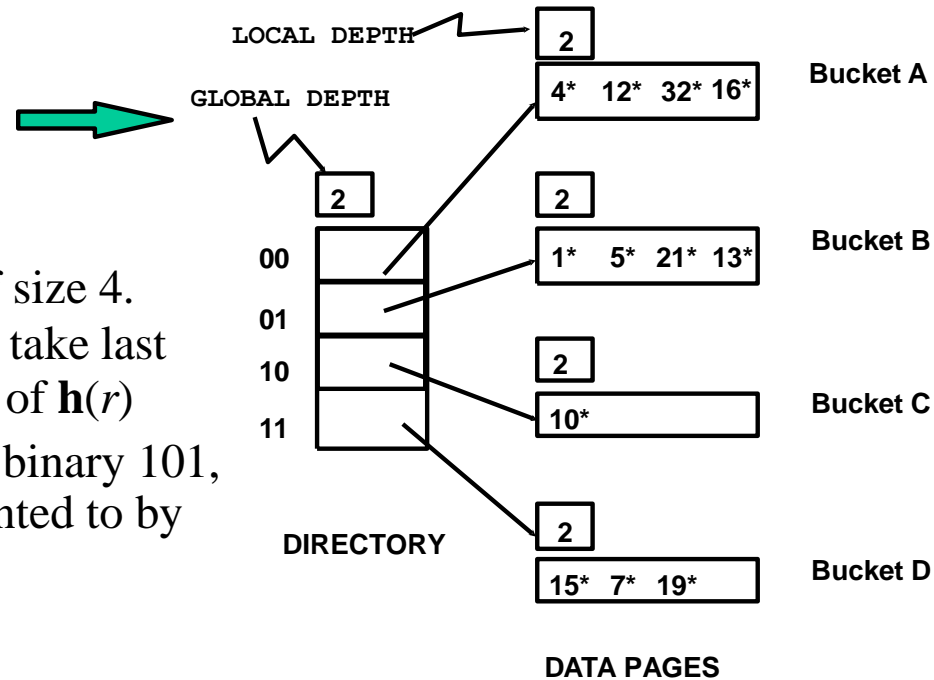 LOCAL DEPTH
2
4* 12* 32* 16*
Bucket A
GLOBAL DEPTH
2
2
1* 5* 21* 13*
Bucket B
00
01
10
11
size 4.
take last
of h(r)
binary 101,
to by
2
10*
Bucket C
DIRECTORY
2
15* 7* 19*
Bucket D
DATA PAGES